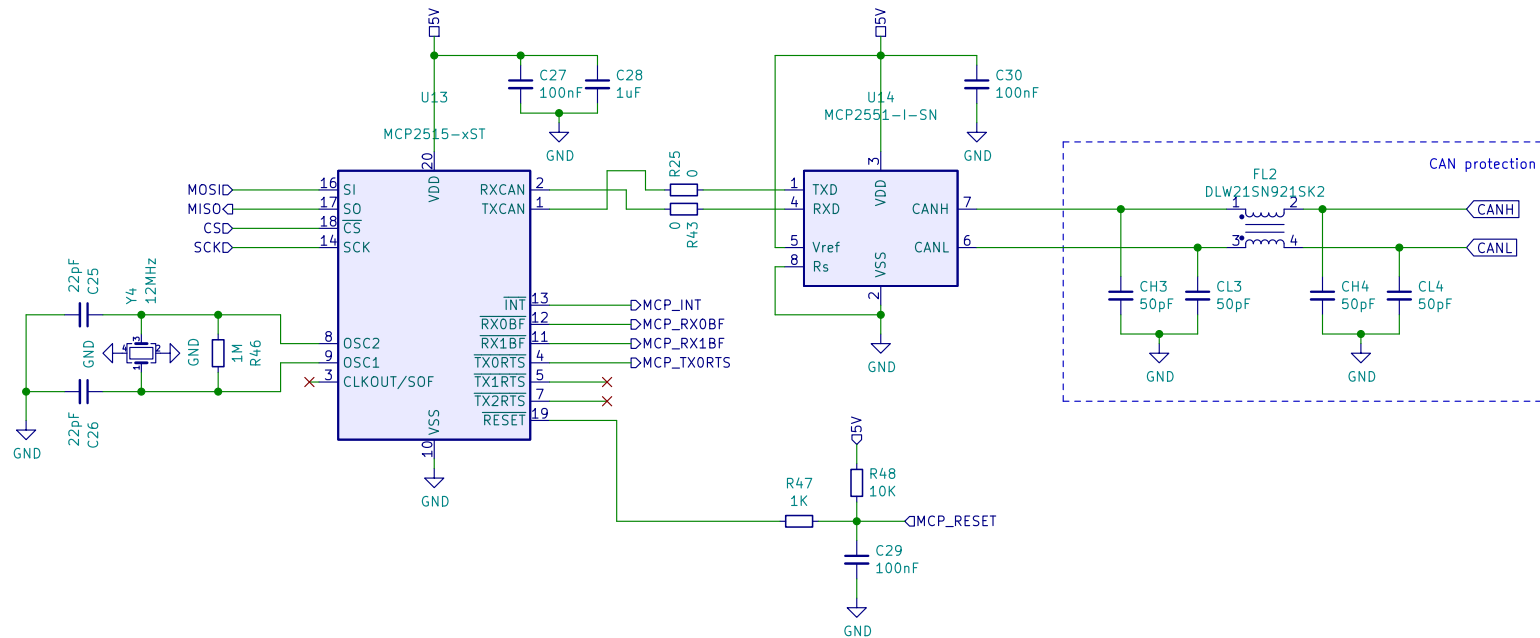 5V
C27
100nF
C28
1uF
U13
MCP2515-xST
GND
20
VDD
MOSI
16
SI
MISO
17
SO
CS
18
CS
SCK
14
SCK
RXCAN
2
TXCAN
1
INT
13
MCP_INT
RX0BF
12
MCP_RX0BF
RX1BF
11
MCP_RX1BF
TX0RTS
4
MCP_TX0RTS
TX1RTS
5
TX2RTS
7
RESET
19
8
OSC2
9
OSC1
3
CLKOUT/SOF
VSS
10
GND
22pF
C25
Y4
12MHz
GND
4
3
2
1
GND
1M
R46
22pF
C26
GND
R25
0
0
R43
5V
C30
100nF
U14
MCP2551-I-SN
GND
3
VDD
1
TXD
4
RXD
5
Vref
8
Rs
CANH
7
CANL
6
VSS
2
GND
CAN protection
FL2
DLW21SN921SK2
1
2
3
4
CANH
CANL
CH3
50pF
CL3
50pF
GND
CH4
50pF
CL4
50pF
GND
5V
R48
10K
R47
1K
MCP_RESET
C29
100nF
GND